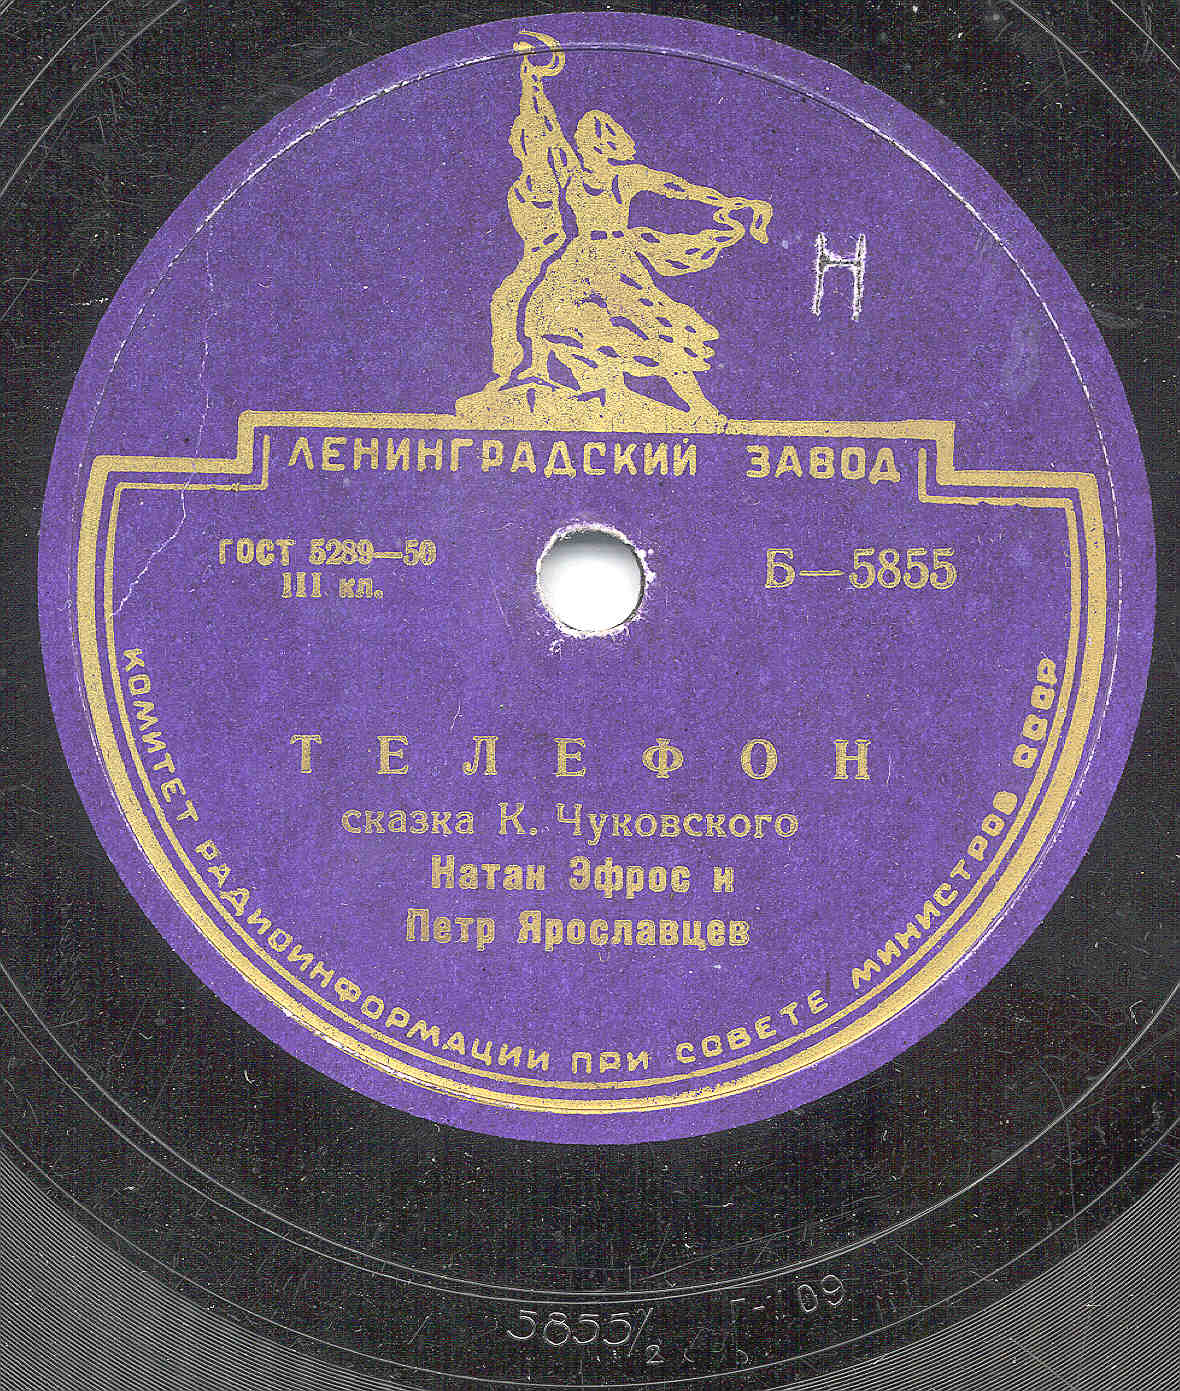 Н
ЛЕНИНГРАДСКИЙ ЗАВОД
ГОСТ 5289—50
III кл.
Б—5855
ТЕЛЕФОН
сказка К. Чуковского
Натан Эфрос и
Петр Ярославцев
КОМИТЕТ РАДИОИНФОРМАЦИИ ПРИ СОВЕТЕ МИНИСТРОВ СССР
5855/2